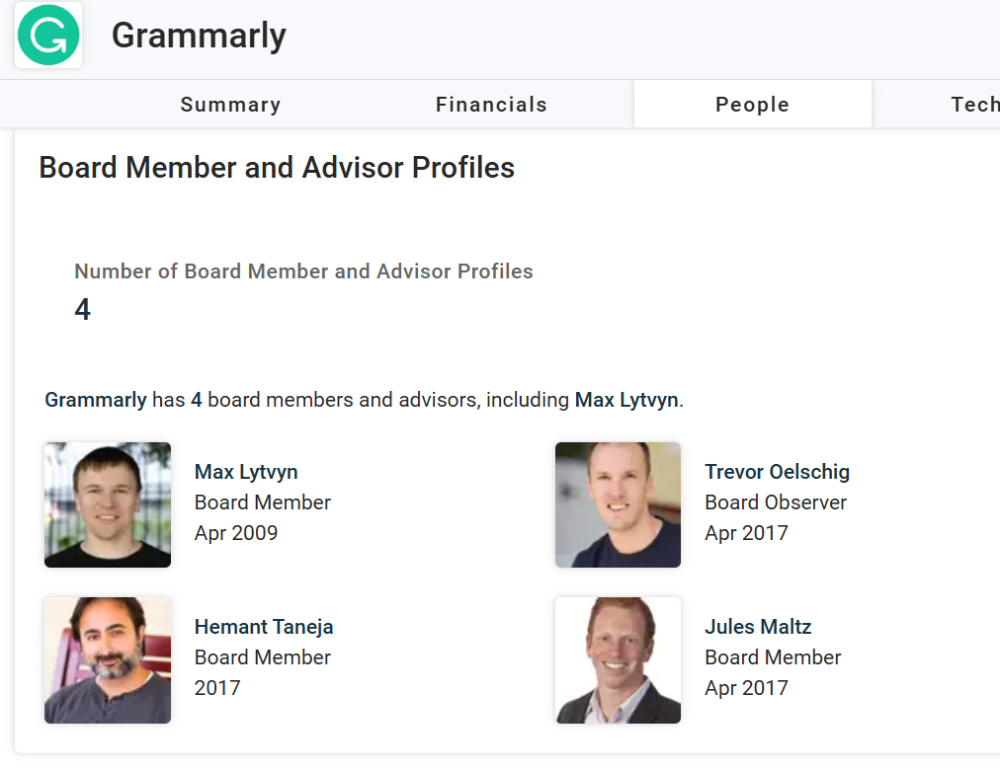 Grammarly
Summary Financials People Tech
Board Member and Advisor Profiles
Number of Board Member and Advisor Profiles
4
Grammarly has 4 board members and advisors, including Max Lytvyn.
Max Lytvyn
Board Member
Apr 2009
Trevor Oelschig
Board Observer
Apr 2017
Hemant Taneja
Board Member
2017
Jules Maltz
Board Member
Apr 2017